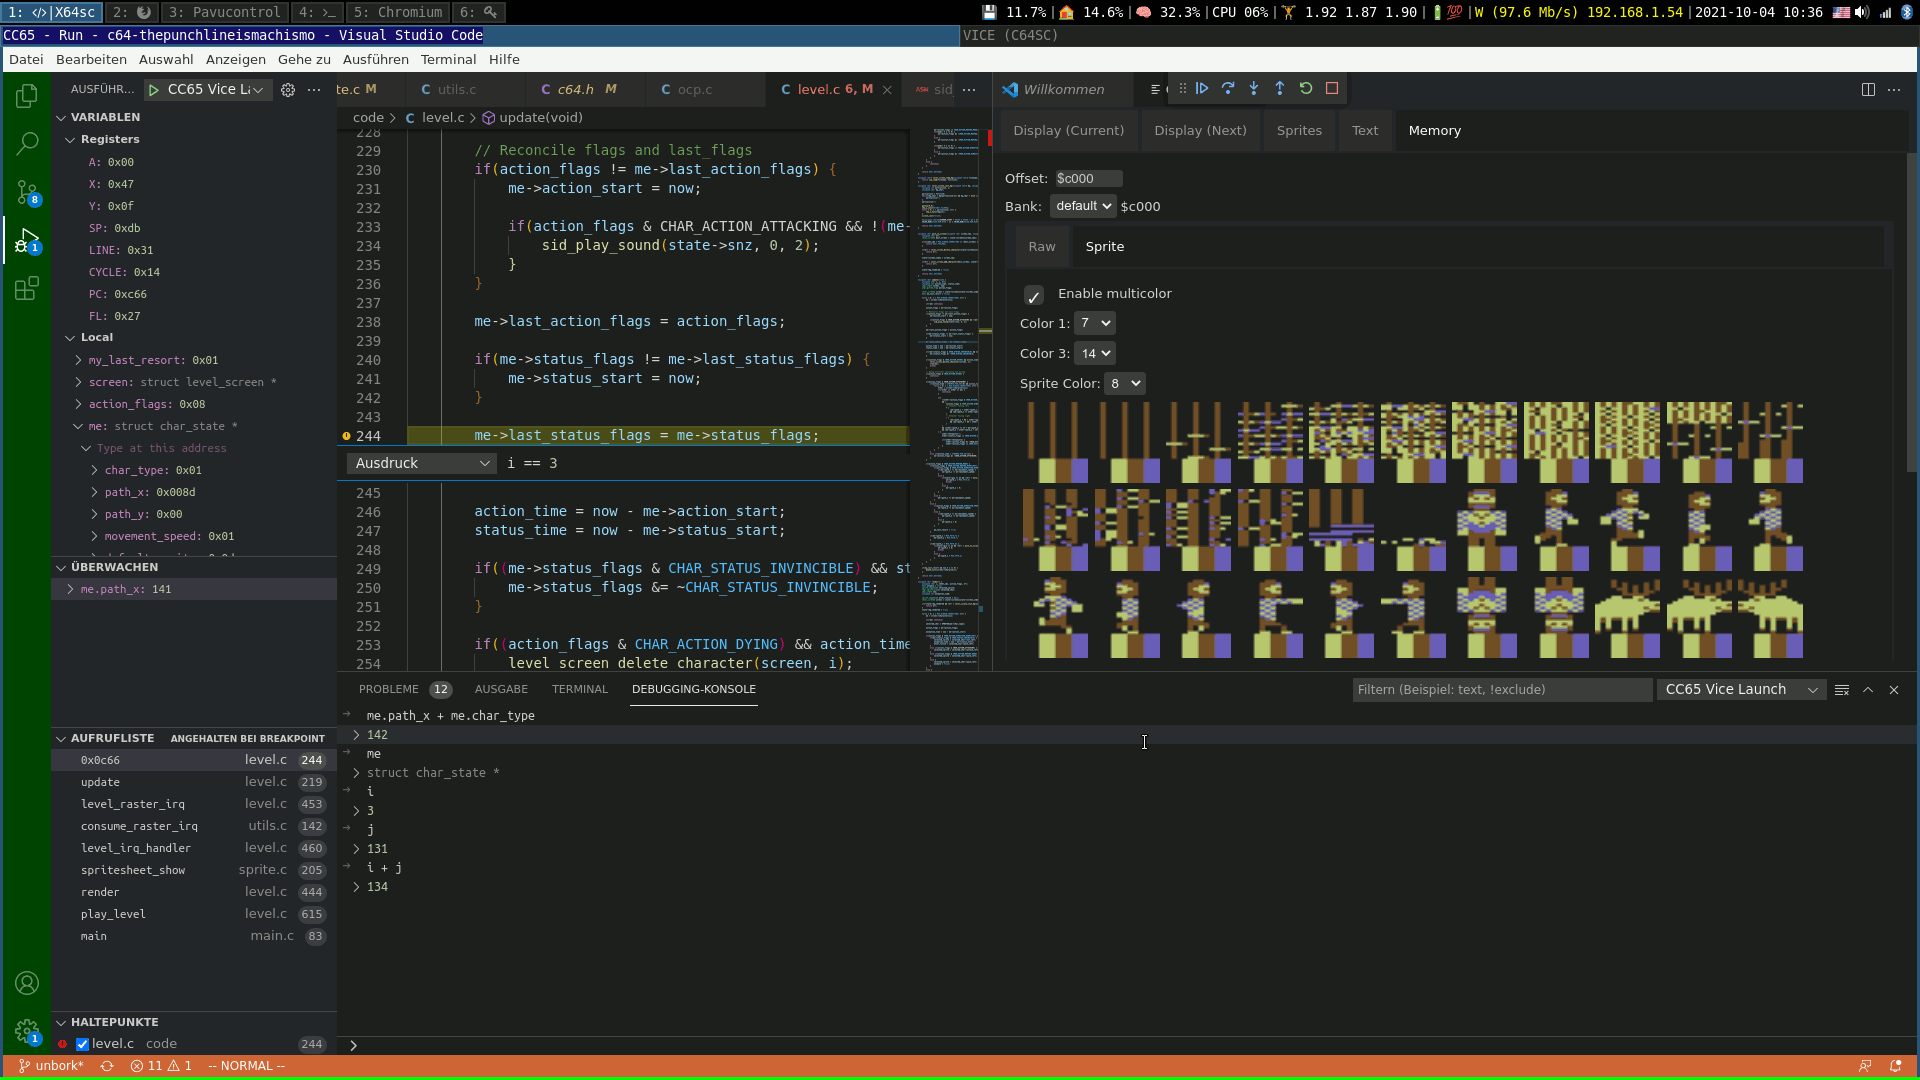 1: </>|X64sc 2: 3: Pavucontrol 4: >_ 5: Chromium 6:
11.7%| 14.6%| 32.3%|CPU 06%| 1.92 1.87 1.90| 💯|W (97.6 Mb/s) 192.168.1.54|2021-10-04 10:36
CC65 - Run - c64-thepunchlineismachismo - Visual Studio Code
VICE (C64SC)
Datei Bearbeiten Auswahl Anzeigen Gehe zu Ausführen Terminal Hilfe
AUSFÜHR... CC65 Vice La ···
VARIABLEN
Registers
A: 0x00
X: 0x47
Y: 0x0f
SP: 0xdb
LINE: 0x31
CYCLE: 0x14
PC: 0xc66
FL: 0x27
Local
my_last_resort: 0x01
screen: struct level_screen *
action_flags: 0x08
me: struct char_state *
Type at this address
char_type: 0x01
path_x: 0x008d
path_y: 0x00
movement_speed: 0x01
ÜBERWACHEN
me.path_x: 141
AUFRUFLISTE ANGEHALTEN BEI BREAKPOINT
0x0c66 level.c 244
update level.c 219
level_raster_irq level.c 453
consume_raster_irq utils.c 142
level_irq_handler level.c 460
spritesheet_show sprite.c 205
render level.c 444
play_level level.c 615
main main.c 83
HALTEPUNKTE
level.c code 244
8
1
1
te.c M C utils.c C c64.h M C ocp.c C level.c 6, M ASM sid ···
code > C level.c > update(void)
228
229 // Reconcile flags and last_flags
230 if(action_flags != me->last_action_flags) {
231 me->action_start = now;
232
233 if(action_flags & CHAR_ACTION_ATTACKING && !(me-
234 sid_play_sound(state->snz, 0, 2);
235 }
236 }
237
238 me->last_action_flags = action_flags;
239
240 if(me->status_flags != me->last_status_flags) {
241 me->status_start = now;
242 }
243
244 me->last_status_flags = me->status_flags;
Ausdruck i == 3
245
246 action_time = now - me->action_start;
247 status_time = now - me->status_start;
248
249 if((me->status_flags & CHAR_STATUS_INVINCIBLE) && st
250 me->status_flags &= ~CHAR_STATUS_INVINCIBLE;
251 }
252
253 if((action_flags & CHAR_ACTION_DYING) && action_time
254 level_screen_delete_character(screen, i);
Willkommen ···
Display (Current) Display (Next) Sprites Text Memory
Offset: $c000
Bank: default $c000
Raw Sprite
Enable multicolor
Color 1: 7
Color 3: 14
Sprite Color: 8
PROBLEME 12 AUSGABE TERMINAL DEBUGGING-KONSOLE
Filtern (Beispiel: text, !exclude) CC65 Vice Launch
me.path_x + me.char_type
142
me
struct char_state *
i
3
j
131
i + j
134
>
unbork* 11 1 -- NORMAL --